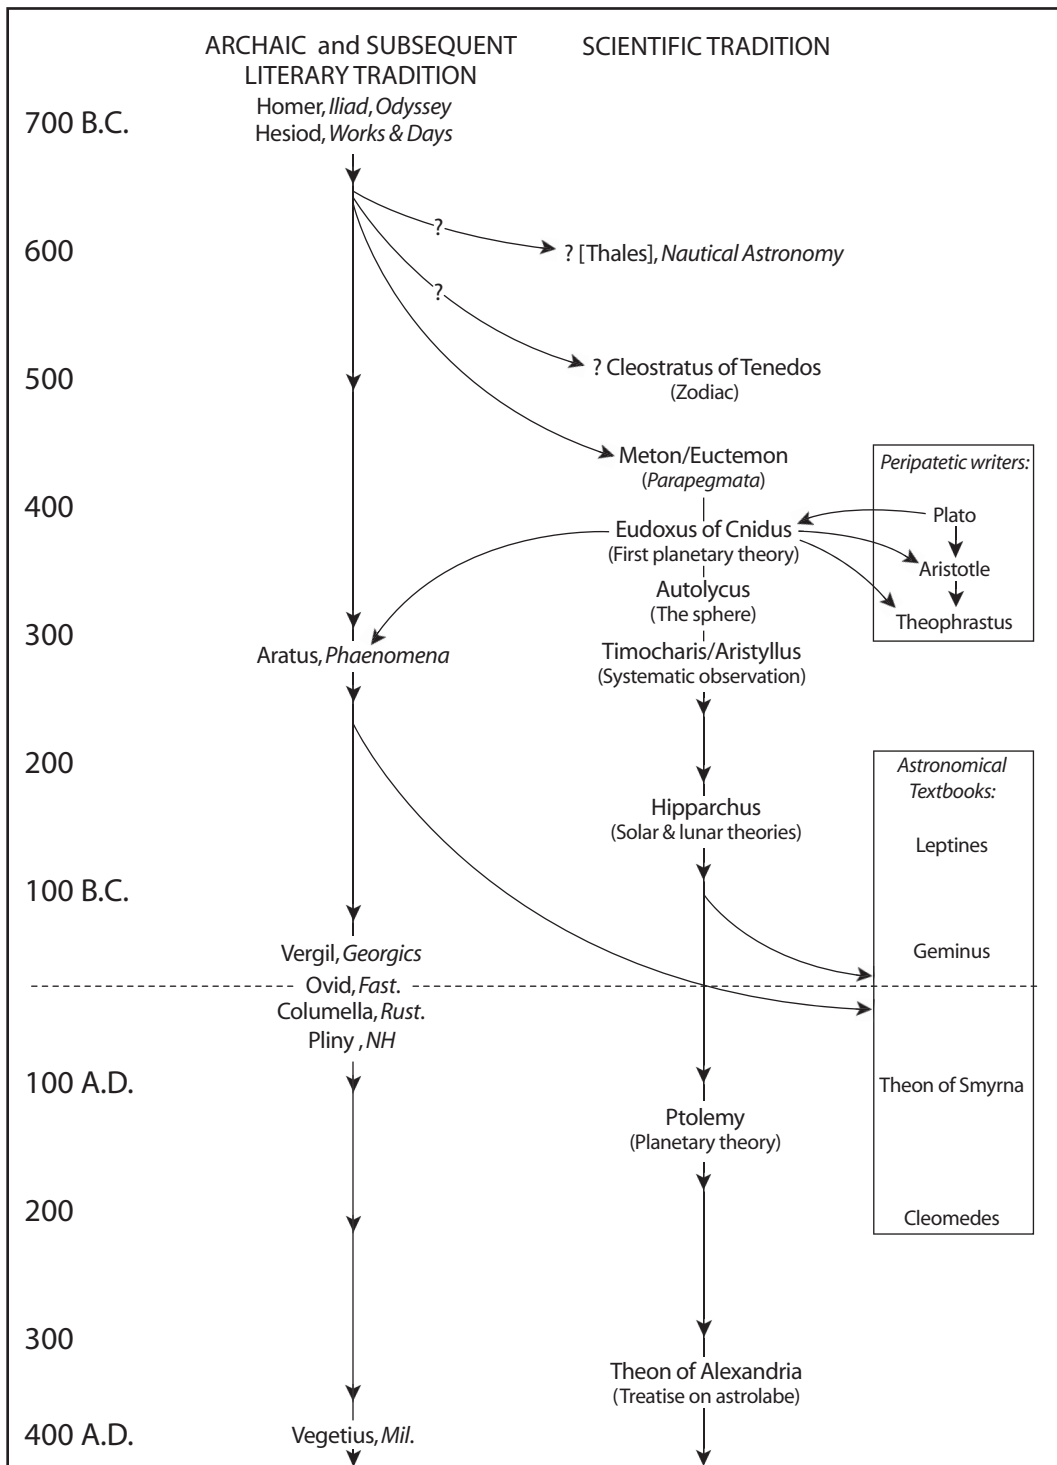 ARCHAIC and SUBSEQUENT
LITERARY TRADITION
SCIENTIFIC TRADITION
700 B.C.
Homer, Iliad, Odyssey
Hesiod, Works & Days
?
600
? [Thales], Nautical Astronomy
?
500
? Cleostratus of Tenedos
(Zodiac)
Meton/Euctemon
(Parapegmata)
Peripatetic writers:
400
Plato
Eudoxus of Cnidus
(First planetary theory)
Aristotle
Autolycus
(The sphere)
Theophrastus
300
Aratus, Phaenomena
Timocharis/Aristyllus
(Systematic observation)
200
Astronomical
Textbooks:
Hipparchus
(Solar & lunar theories)
Leptines
100 B.C.
Vergil, Georgics
Geminus
Ovid, Fast.
Columella, Rust.
Pliny , NH
100 A.D.
Theon of Smyrna
Ptolemy
(Planetary theory)
200
Cleomedes
300
Theon of Alexandria
(Treatise on astrolabe)
400 A.D.
Vegetius, Mil.